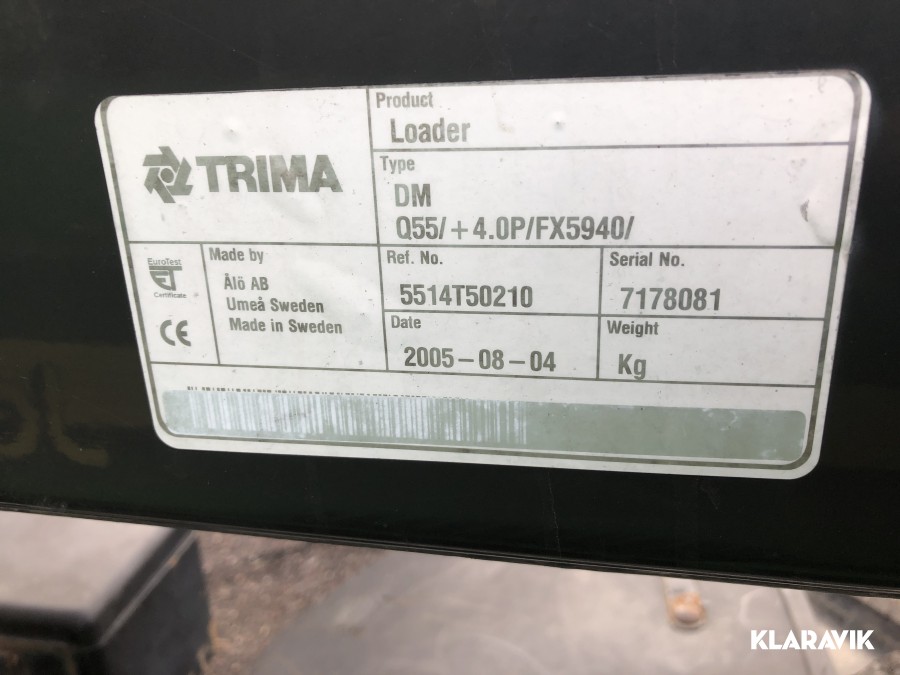 TRIMA
Product
Loader
Type
DM
Q55/+4.0P/FX5940/
EuroTest
Certificate
CE
Made by
Ålö AB
Umeå Sweden
Made in Sweden
Ref. No.
5514T50210
Serial No.
7178081
Date
2005-08-04
Weight
Kg
KLARAVIK